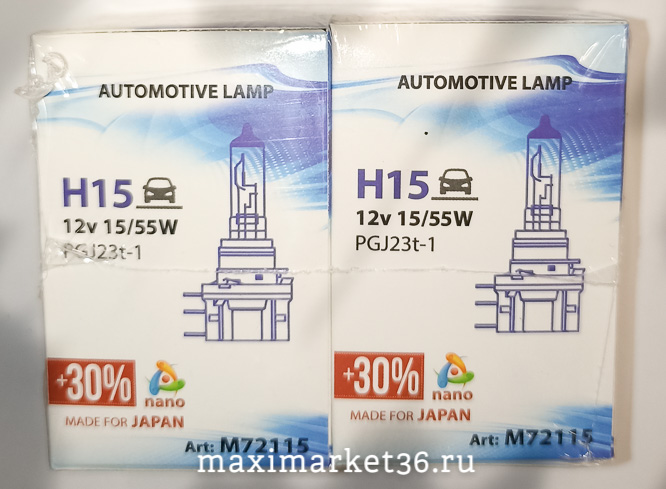 AUTOMOTIVE LAMP
H15
12v 15/55W
PGJ23t-1
+30%
nano
MADE FOR JAPAN
Art: M72115
AUTOMOTIVE LAMP
H15
12v 15/55W
PGJ23t-1
+30%
nano
MADE FOR JAPAN
Art: M72115
maximarket36.ru